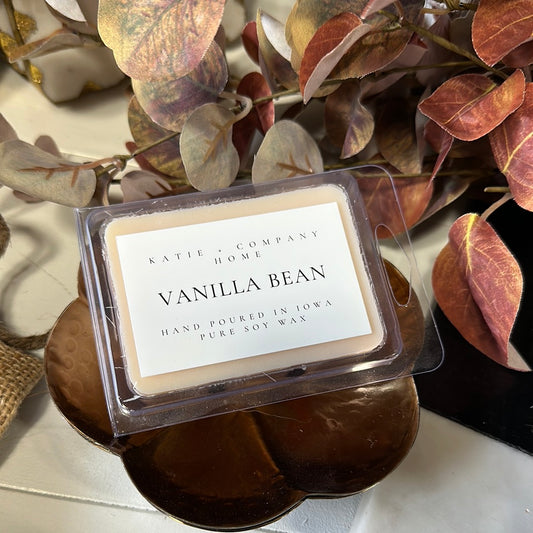 KATIE + COMPANY
HOME
VANILLA BEAN
HAND POURED IN IOWA
PURE SOY WAX